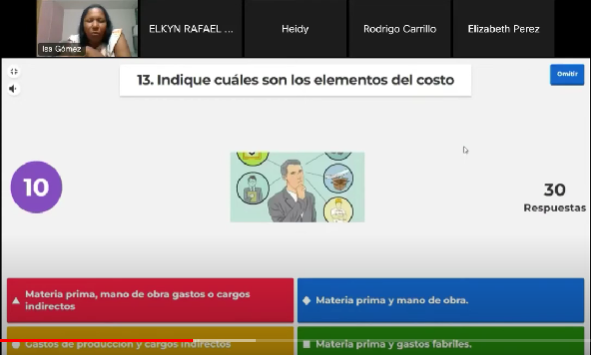 Iss Gómez
ELKYN RAFAEL ...
Heidy
Rodrigo Carrillo
Elizabeth Perez
13. Indique cuáles son los elementos del costo
Omitir
10
30
Respuestas
Materia prima, mano de obra gastos o cargos
indirectos
Materia prima y mano de obra.
Gastos de producción y cargos indirectos
Materia prima y gastos fabriles.